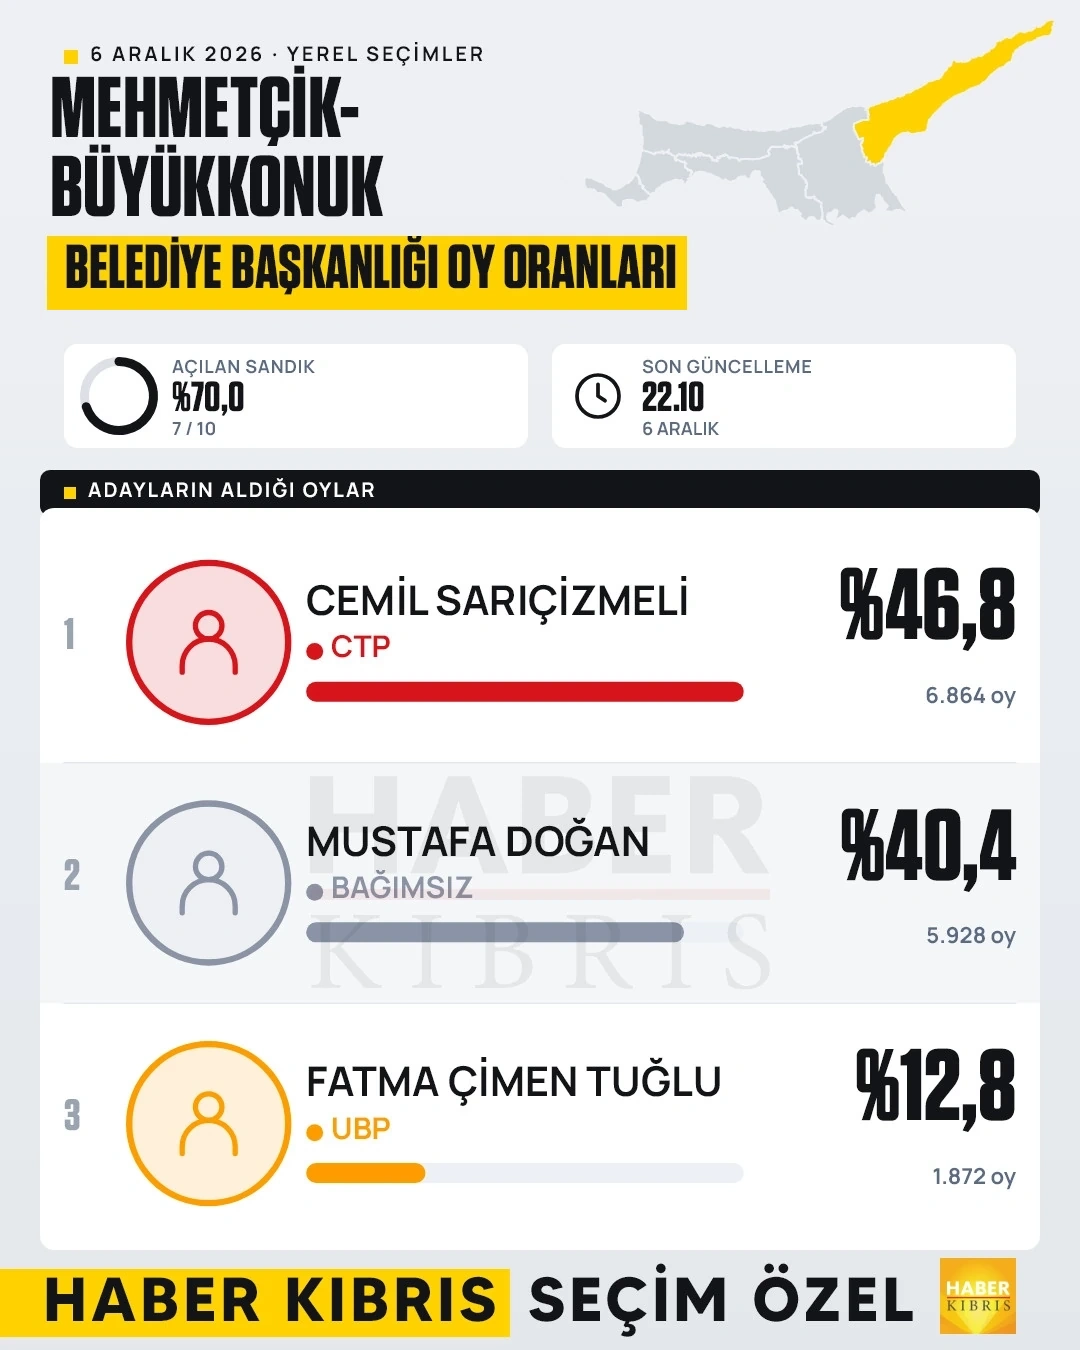 6 ARALIK 2026 · YEREL SEÇİMLER
MEHMETÇİK-
BÜYÜKKONUK
BELEDİYE BAŞKANLIĞI OY ORANLARI
AÇILAN SANDIK
%70,0
7 / 10
SON GÜNCELLEME
22.10
6 ARALIK
ADAYLARIN ALDIĞI OYLAR
1
CEMİL SARIÇİZMELİ
CTP
%46,8
6.864 oy
HABER
KIBRIS
2
MUSTAFA DOĞAN
BAĞIMSIZ
%40,4
5.928 oy
3
FATMA ÇİMEN TUĞLU
UBP
%12,8
1.872 oy
HABER KIBRIS SEÇİM ÖZEL
HABER
KIBRIS